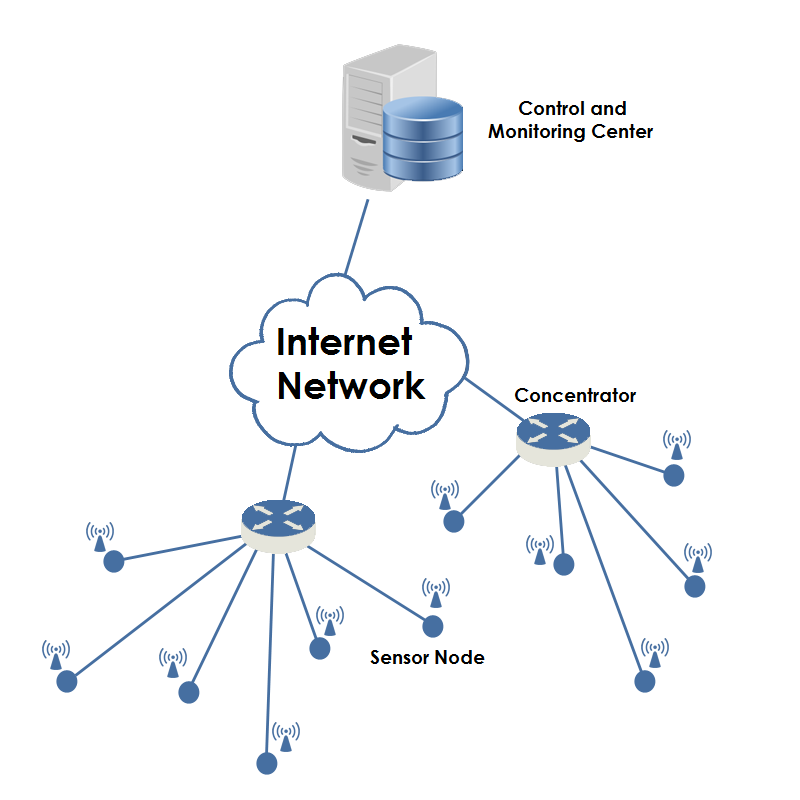 Control and
Monitoring Center
Internet
Network
Concentrator
Sensor Node